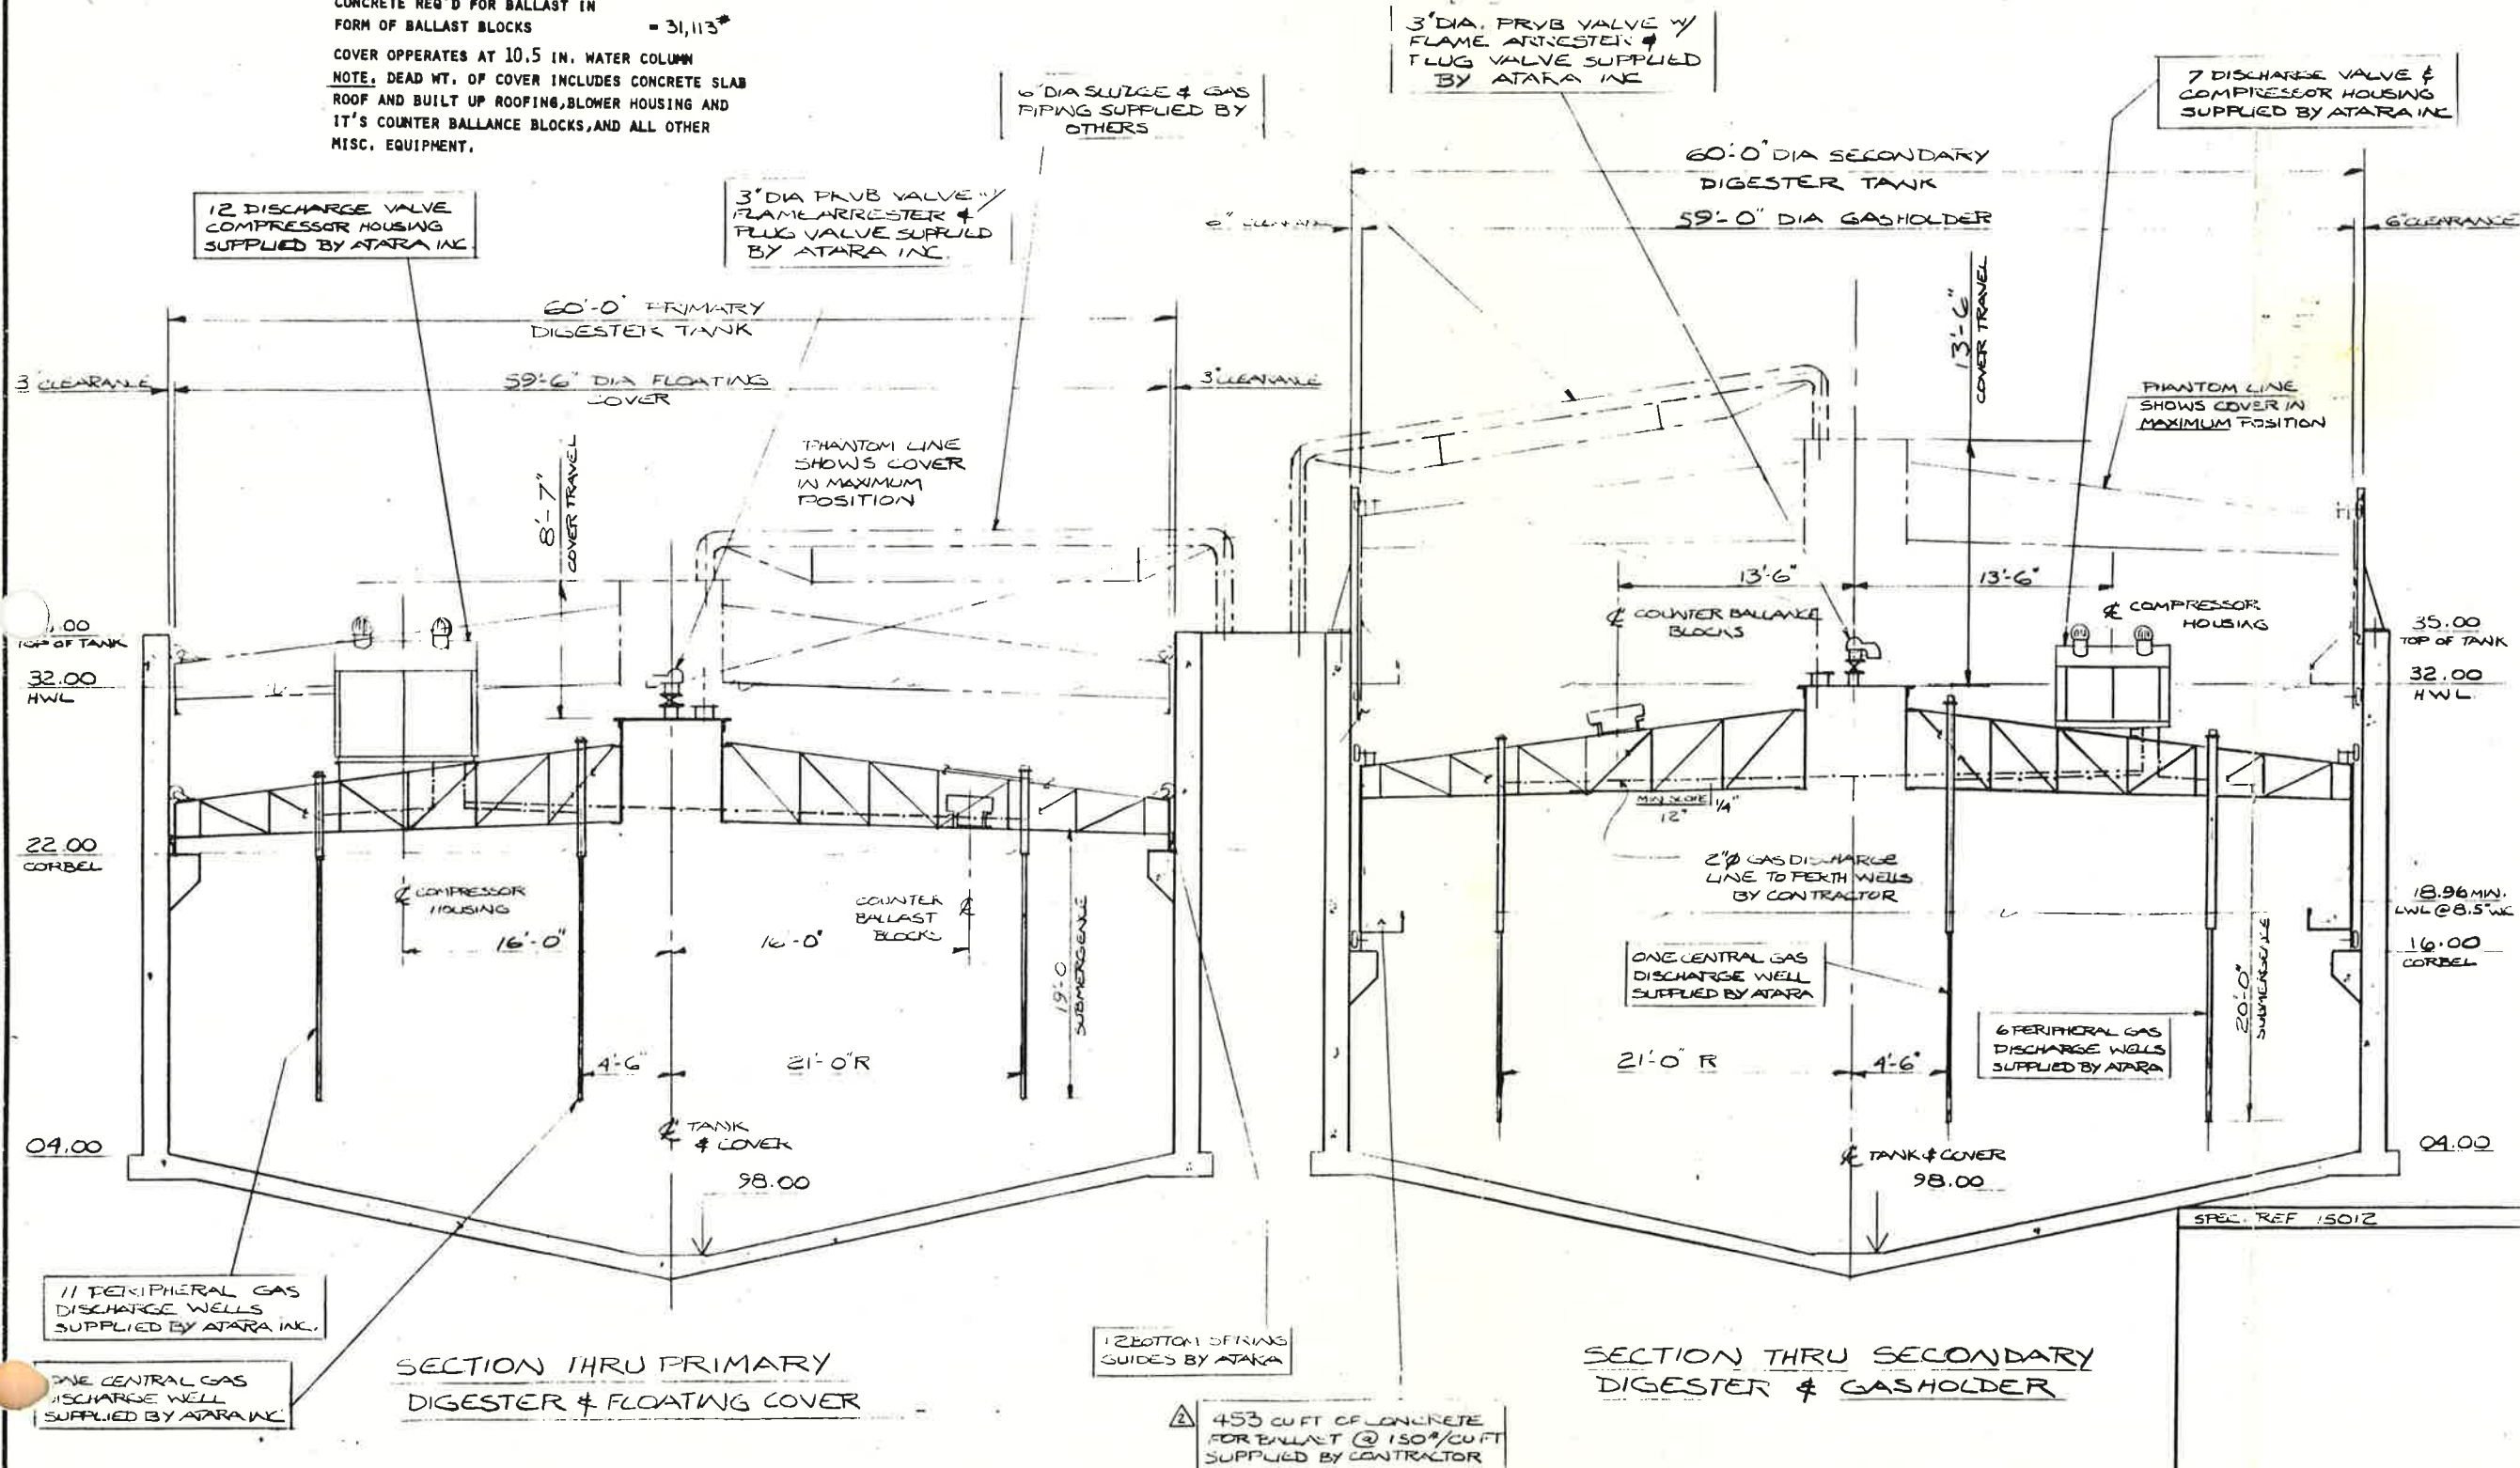 CONCRETE REQ'D FOR BALLAST IN
FORM OF BALLAST BLOCKS = 31,113#
COVER OPPERATES AT 10.5 IN. WATER COLUMN
NOTE. DEAD WT. OF COVER INCLUDES CONCRETE SLAB
ROOF AND BUILT UP ROOFING,BLOWER HOUSING AND
IT'S COUNTER BALLANCE BLOCKS,AND ALL OTHER
MISC. EQUIPMENT.
12 DISCHARGE VALVE
COMPRESSOR HOUSING
SUPPLIED BY ATARA INC.
3" DIA PRVB VALVE W/
FLAME ARRESTER &
PLUG VALVE SUPPLIED
BY ATARA INC.
6" DIA SLUDGE & GAS
PIPING SUPPLIED BY
OTHERS
3" DIA. PRVB VALVE W/
FLAME ARRESTER &
PLUG VALVE SUPPLIED
BY ATARA INC
7 DISCHARGE VALVE &
COMPRESSOR HOUSING
SUPPLIED BY ATARA INC
60'-0" PRIMARY
DIGESTER TANK
3" CLEARANCE
59'-6" DIA FLOATING
COVER
3" CLEARANCE
8'-7"
COVER TRAVEL
PHANTOM LINE
SHOWS COVER
IN MAXIMUM
POSITION
.00
TOP OF TANK
32.00
HWL
22.00
CORBEL
04.00
℄ COMPRESSOR
HOUSING
16'-0"
16'-0"
COUNTER ℄
BALLAST
BLOCKS
19'-0
SUBMERGENCE
4'-6"
21'-0"R
℄ TANK
& COVER
98.00
11 PERIPHERAL GAS
DISCHARGE WELLS
SUPPLIED BY ATARA INC.
ONE CENTRAL GAS
DISCHARGE WELL
SUPPLIED BY ATARA INC
SECTION THRU PRIMARY
DIGESTER & FLOATING COVER
60'-0" DIA SECONDARY
DIGESTER TANK
6" CLEARANCE
59'-0" DIA GASHOLDER
6" CLEARANCE
13'-6"
COVER TRAVEL
PHANTOM LINE
SHOWS COVER IN
MAXIMUM POSITION
13'-6"
13'-6"
℄ COUNTER BALLANCE
BLOCKS
℄ COMPRESSOR
HOUSING
35.00
TOP OF TANK
32.00
HWL
MIN SLOPE 1/4"
12"
2"Ø GAS DISCHARGE
LINE TO PERTH WELLS
BY CONTRACTOR
18.96 MIN.
LWL @ 8.5" WC
16.00
CORBEL
ONE CENTRAL GAS
DISCHARGE WELL
SUPPLIED BY ATARA
6 PERIPHERAL GAS
DISCHARGE WELLS
SUPPLIED BY ATARA
20'-0"
SUBMERGENCE
21'-0" R
4'-6"
℄ TANK & COVER
98.00
04.00
SPEC. REF 15012
12 BOTTOM SPRING
GUIDES BY ATARA
2 453 CU FT OF CONCRETE
FOR BALLAST @ 150#/CU FT
SUPPLIED BY CONTRACTOR
SECTION THRU SECONDARY
DIGESTER & GASHOLDER